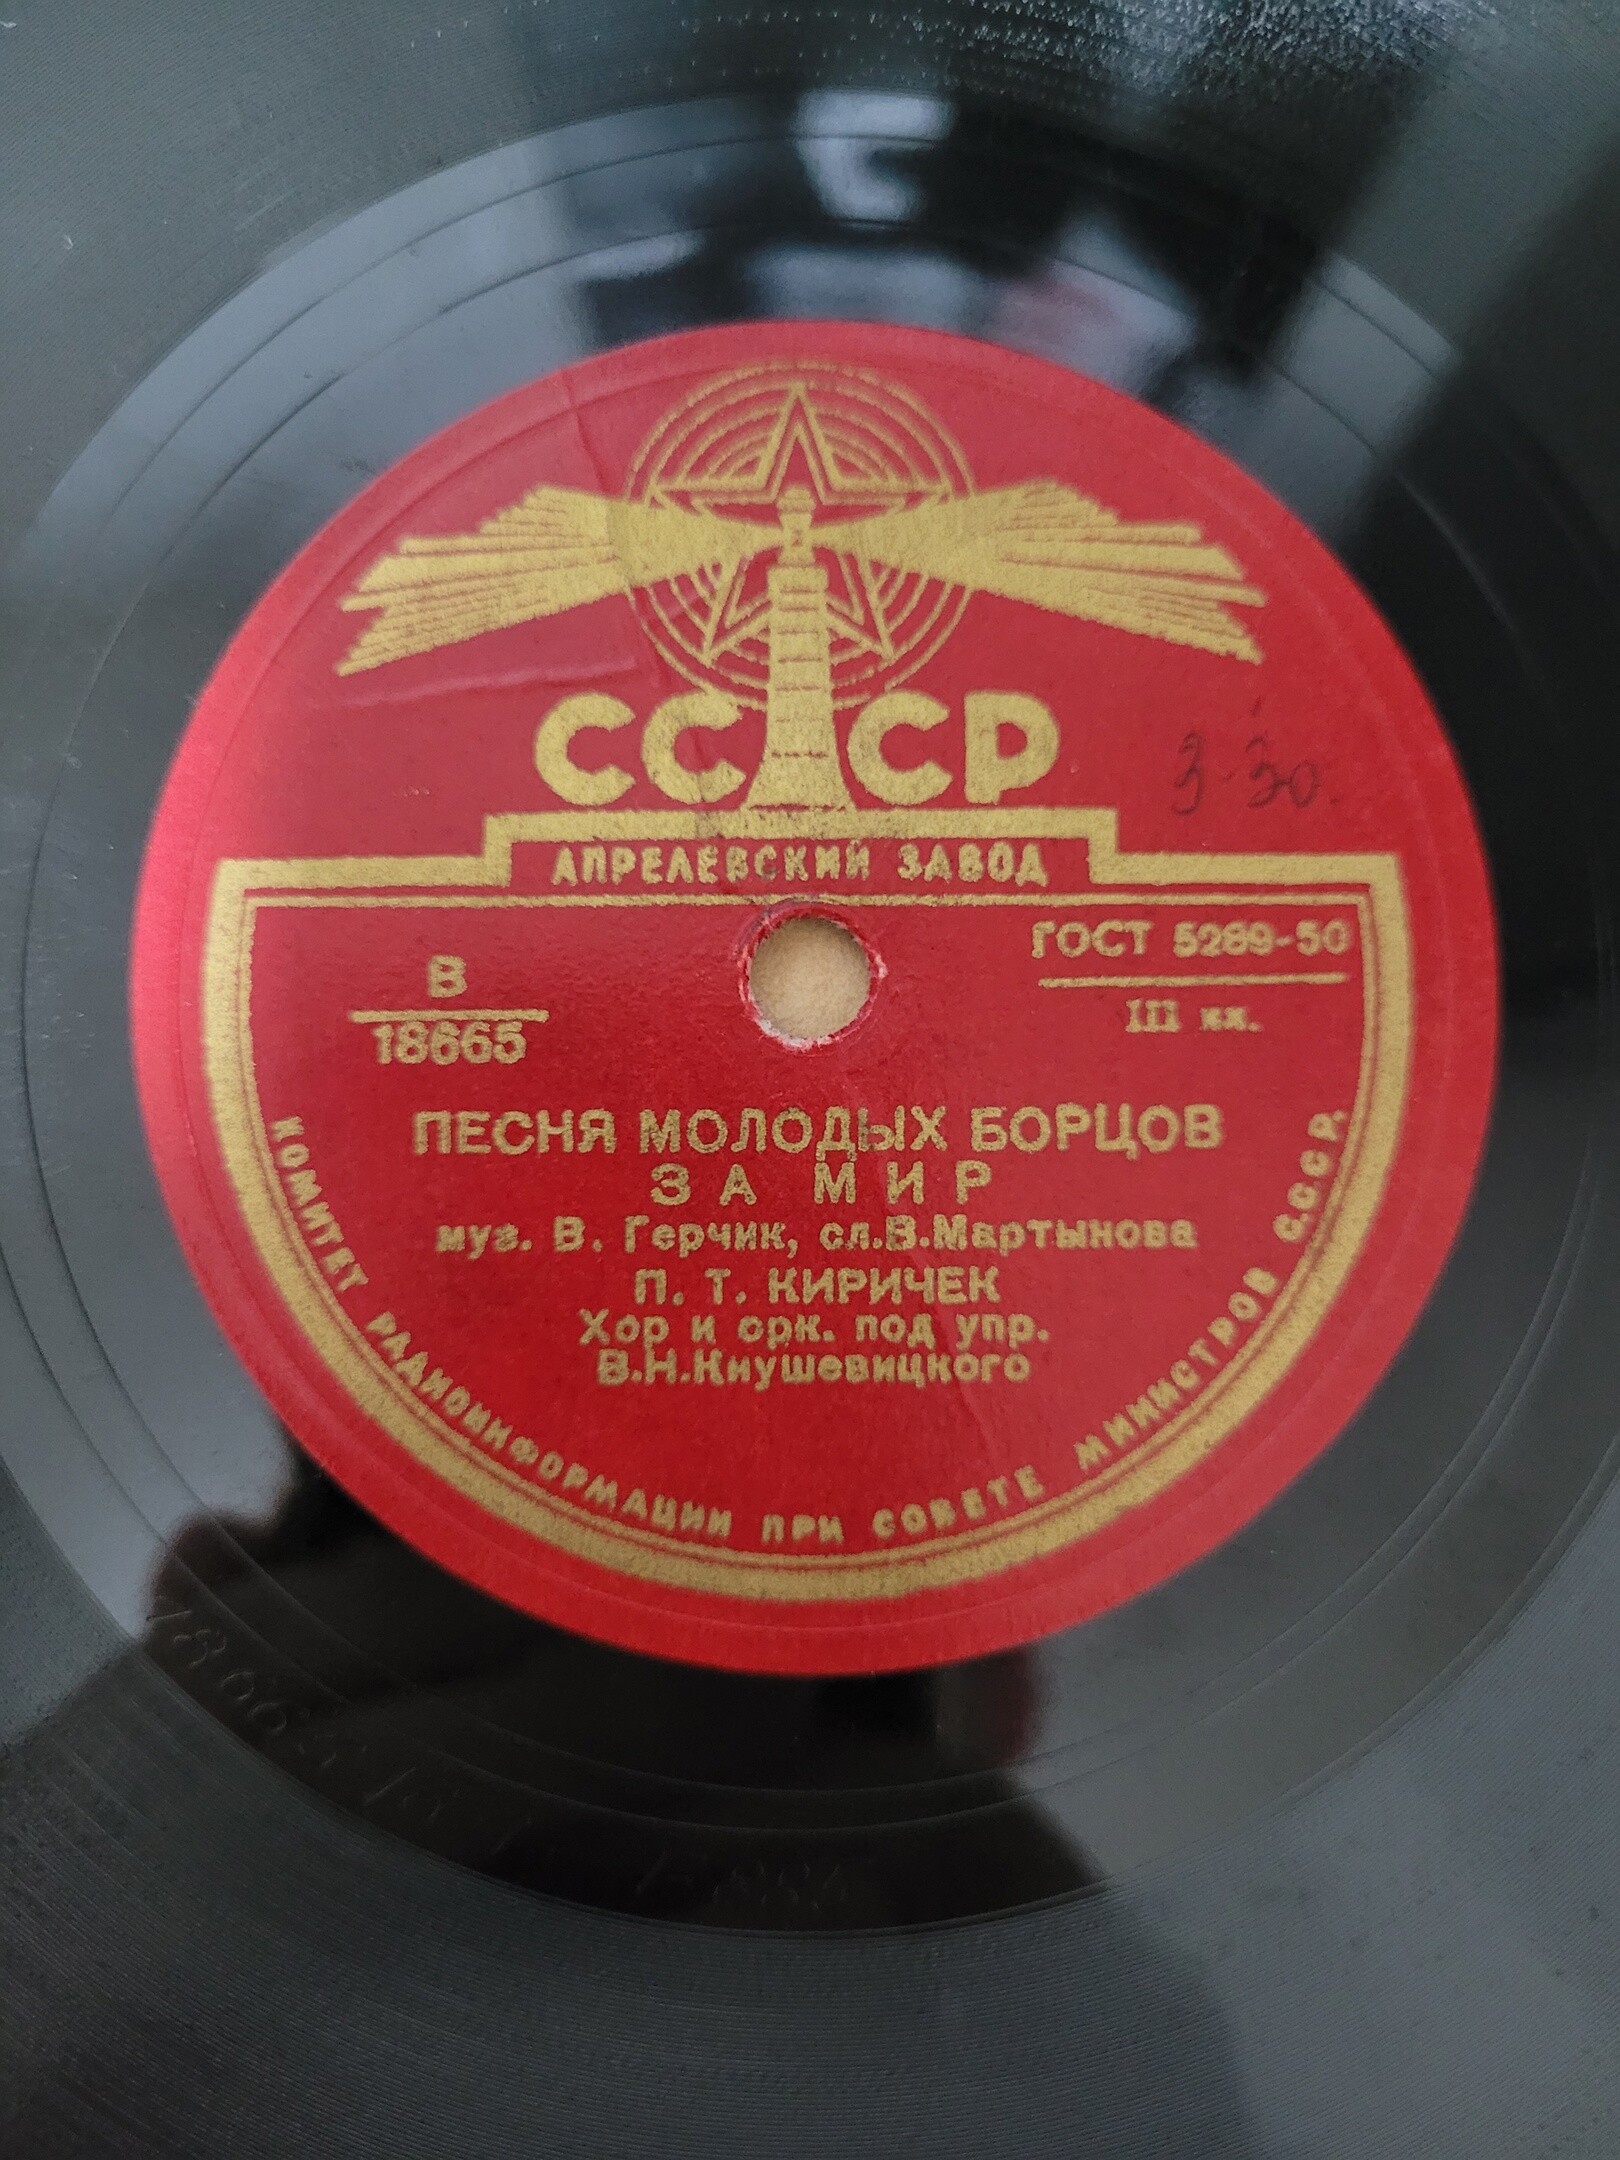 СССР
3-30.
АПРЕЛЕВСКИЙ ЗАВОД
ГОСТ 5289-50
III кл.
В
18665
ПЕСНЯ МОЛОДЫХ БОРЦОВ
ЗА МИР
муз. В. Герчик, сл.В.Мартынова
П. Т. КИРИЧЕК
Хор и орк. под упр.
В.Н.Кнушевицкого
КОМИТЕТ РАДИОИНФОРМАЦИИ ПРИ СОВЕТЕ МИНИСТРОВ С.С.С.Р.